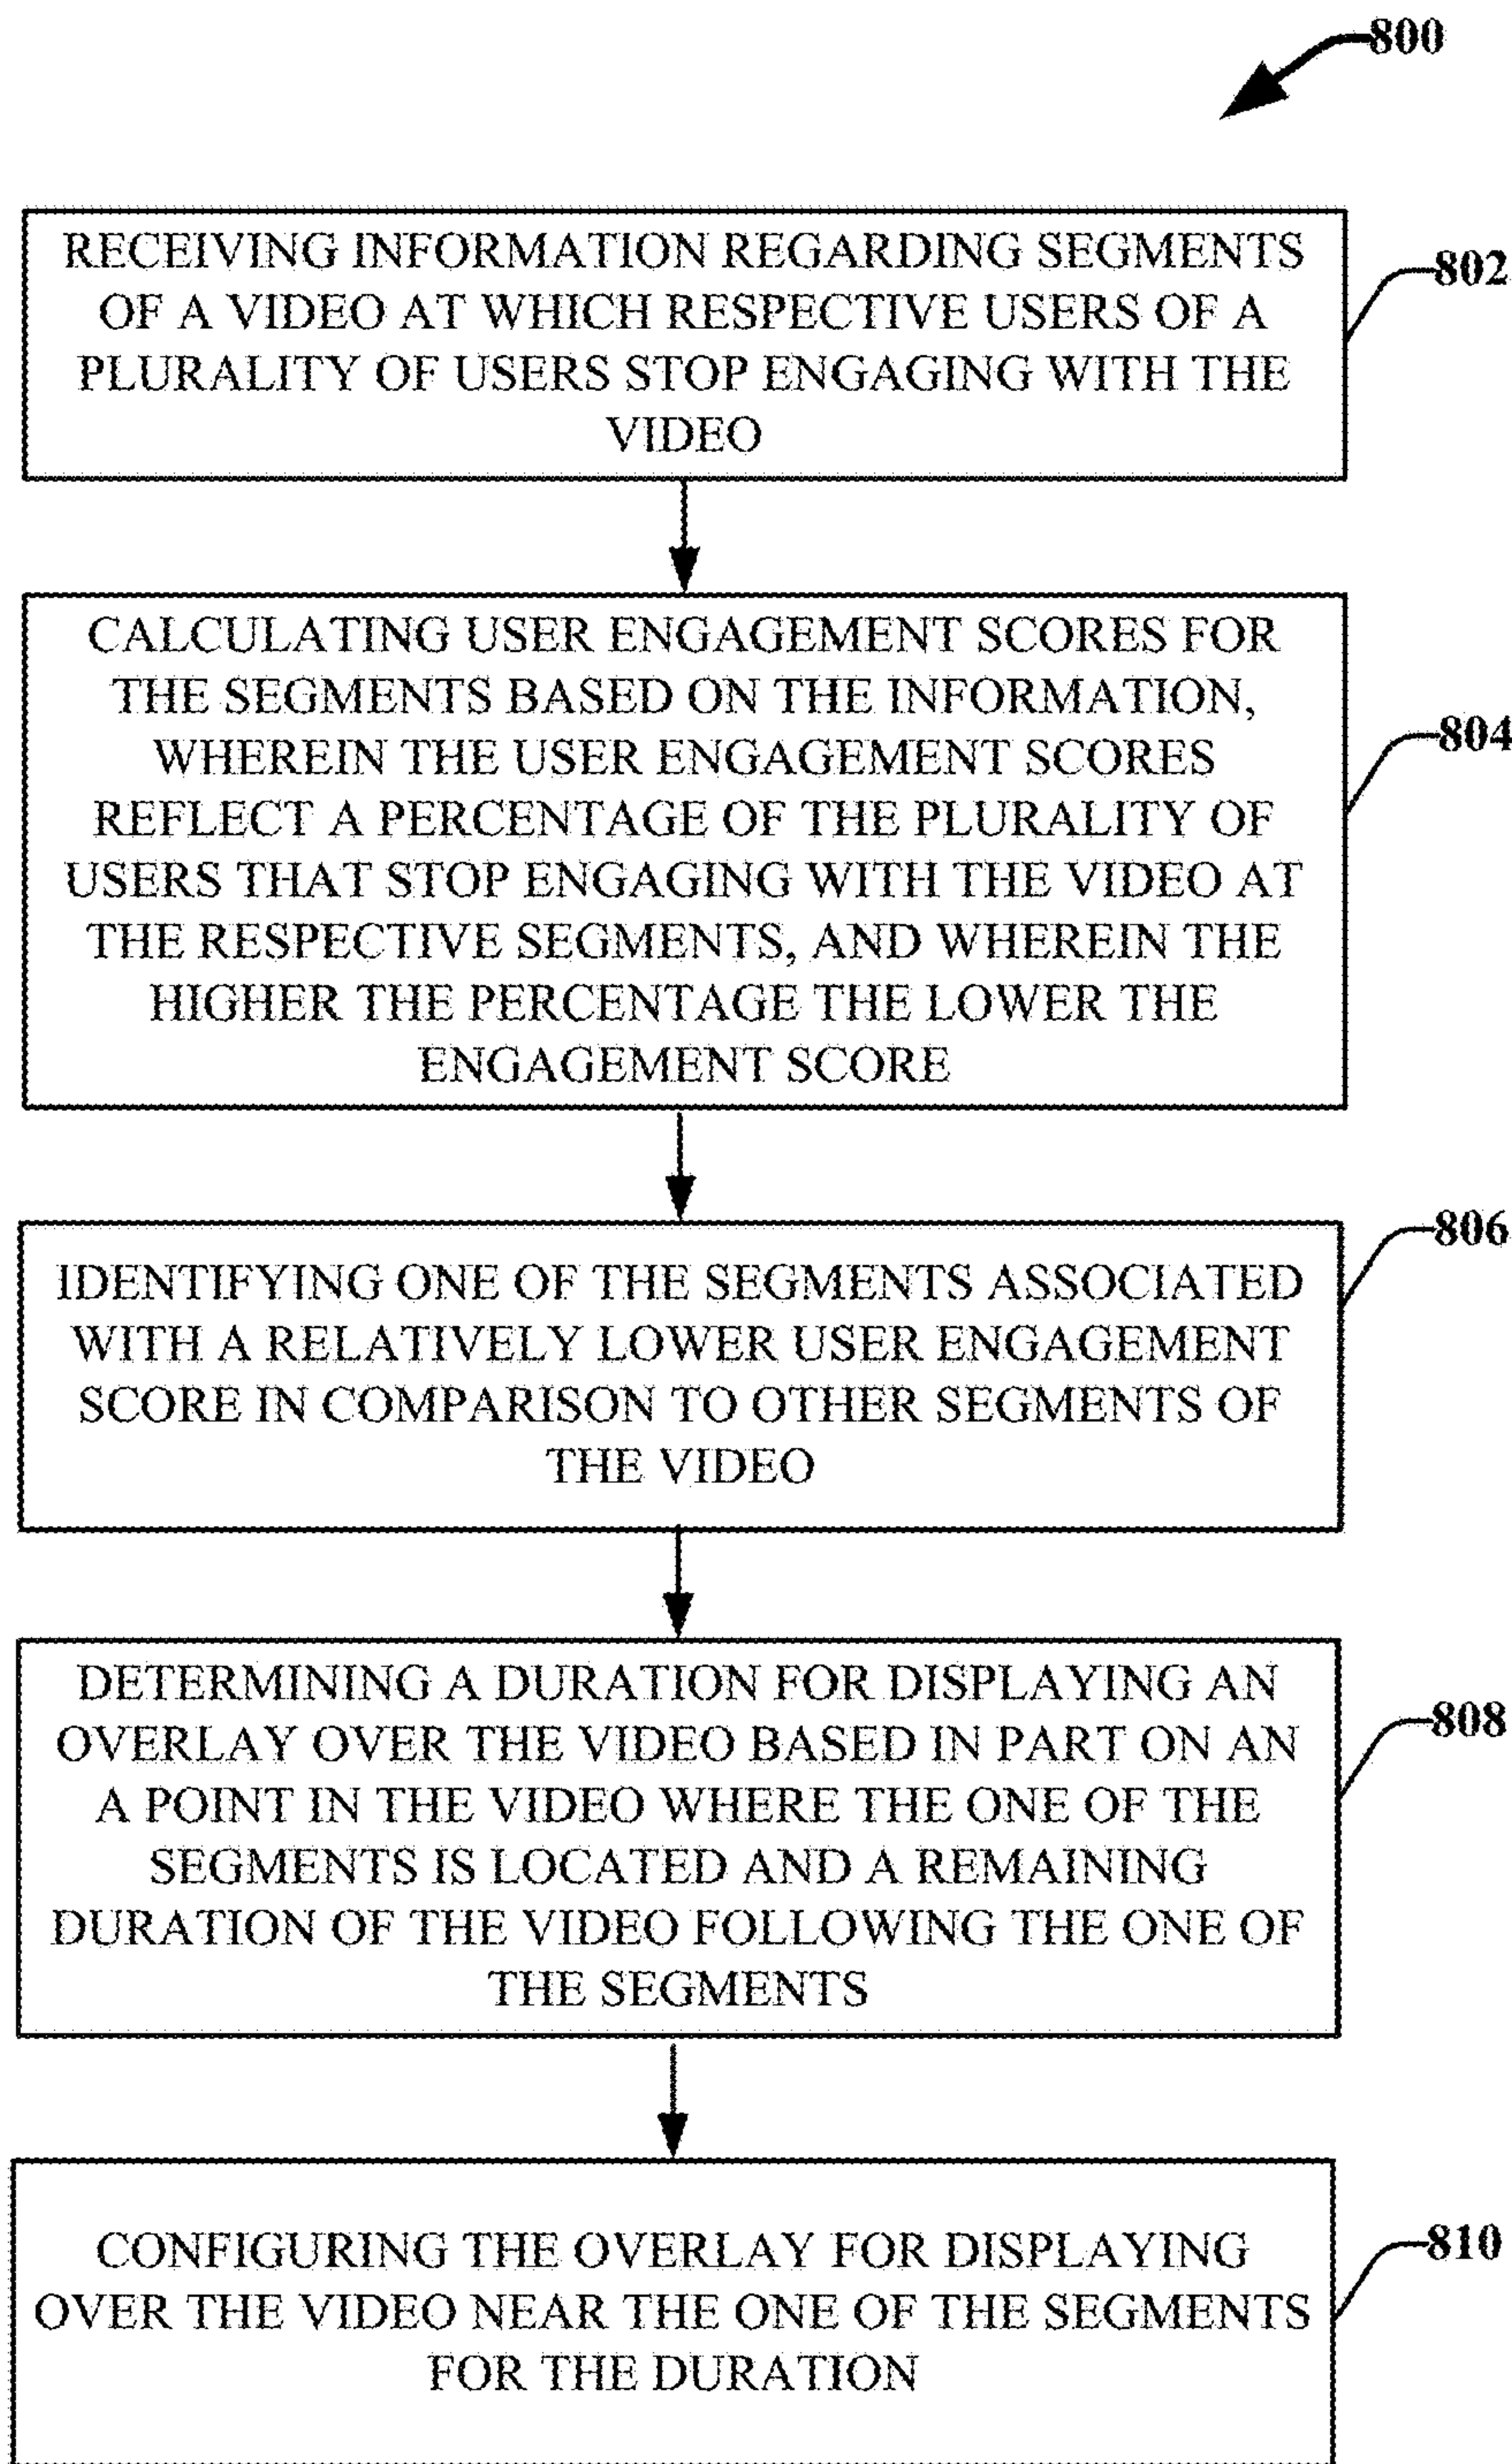 800
RECEIVING INFORMATION REGARDING SEGMENTS
OF A VIDEO AT WHICH RESPECTIVE USERS OF A
PLURALITY OF USERS STOP ENGAGING WITH THE
VIDEO
802
CALCULATING USER ENGAGEMENT SCORES FOR
THE SEGMENTS BASED ON THE INFORMATION,
WHEREIN THE USER ENGAGEMENT SCORES
REFLECT A PERCENTAGE OF THE PLURALITY OF
USERS THAT STOP ENGAGING WITH THE VIDEO AT
THE RESPECTIVE SEGMENTS, AND WHEREIN THE
HIGHER THE PERCENTAGE THE LOWER THE
ENGAGEMENT SCORE
804
IDENTIFYING ONE OF THE SEGMENTS ASSOCIATED
WITH A RELATIVELY LOWER USER ENGAGEMENT
SCORE IN COMPARISON TO OTHER SEGMENTS OF
THE VIDEO
806
DETERMINING A DURATION FOR DISPLAYING AN
OVERLAY OVER THE VIDEO BASED IN PART ON AN
A POINT IN THE VIDEO WHERE THE ONE OF THE
SEGMENTS IS LOCATED AND A REMAINING
DURATION OF THE VIDEO FOLLOWING THE ONE OF
THE SEGMENTS
808
CONFIGURING THE OVERLAY FOR DISPLAYING
OVER THE VIDEO NEAR THE ONE OF THE SEGMENTS
FOR THE DURATION
810